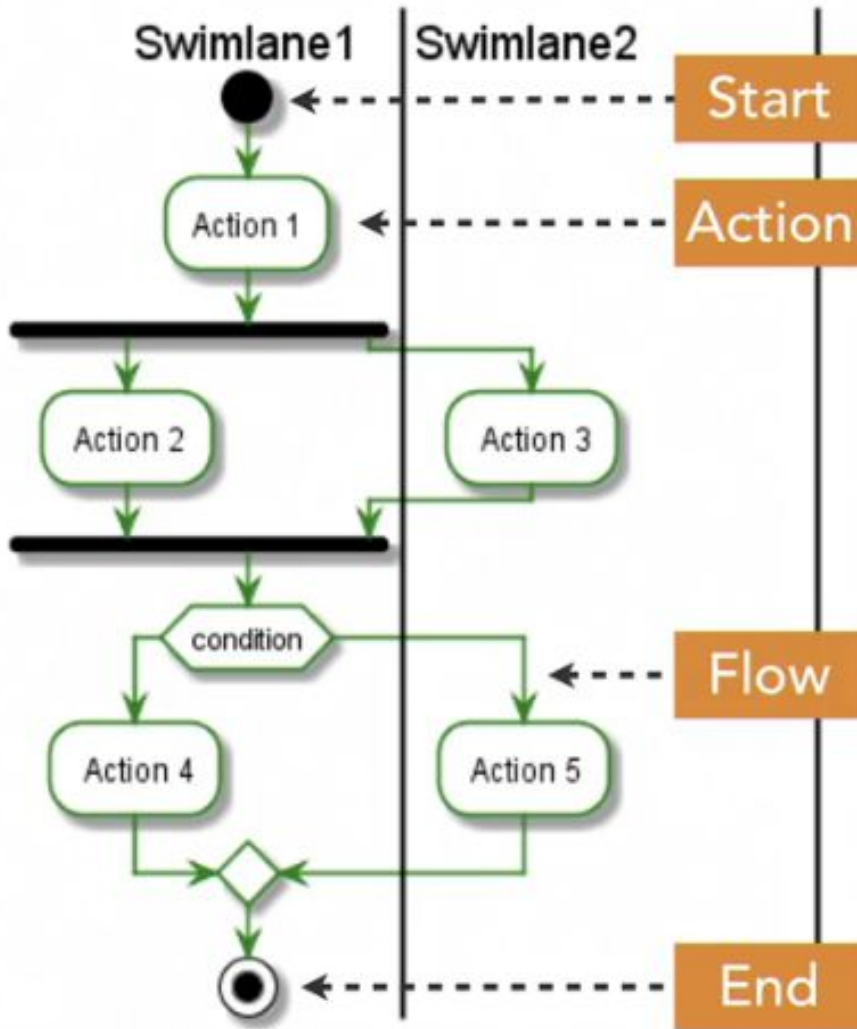 Swimlane1
Swimlane2
Start
Action 1
Action
Action 2
Action 3
condition
Flow
Action 4
Action 5
End